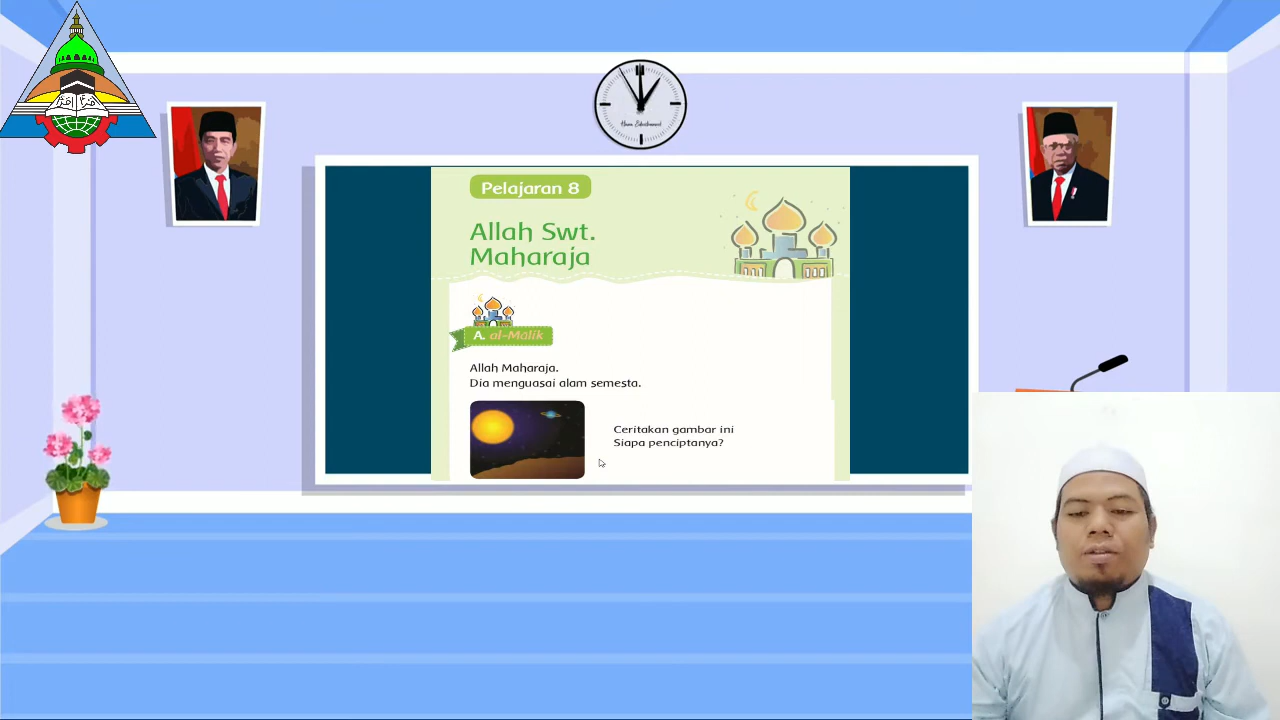 Pelajaran 8
Allah Swt.
Maharaja
A. al-Malik
Allah Maharaja.
Dia menguasai alam semesta.
Ceritakan gambar ini
Siapa penciptanya?